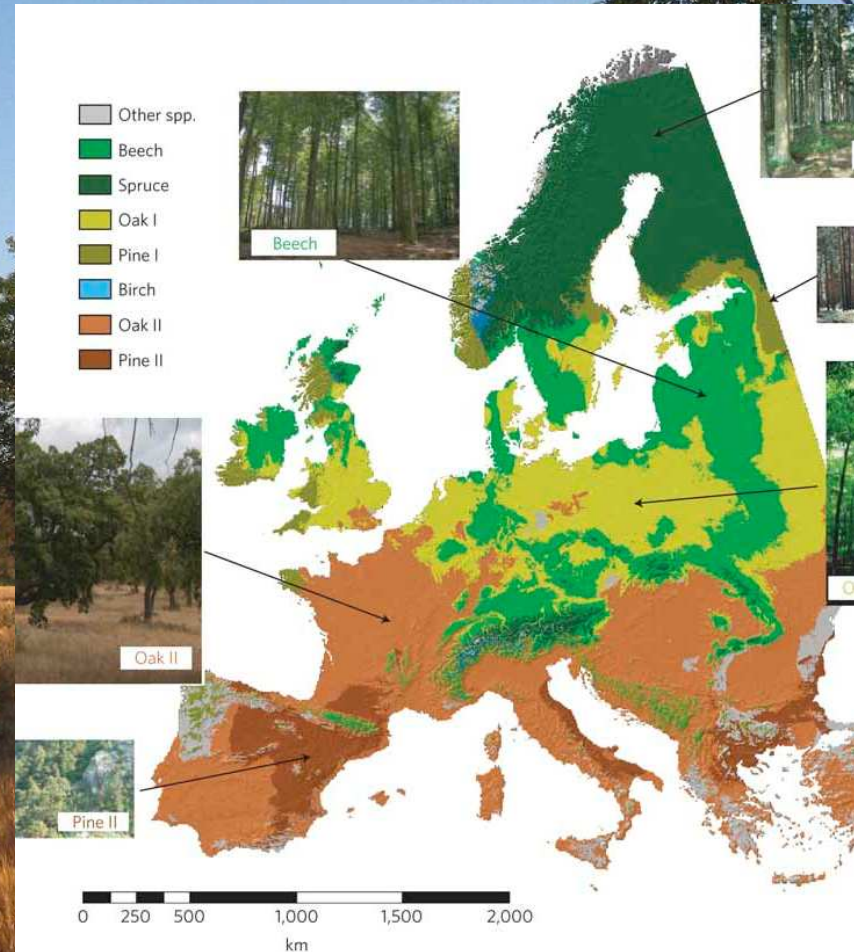 Other spp.
Beech
Spruce
Oak I
Pine I
Birch
Oak II
Pine II
Beech
Oak II
Pine II
O
0 250 500 1,000 1,500 2,000
km